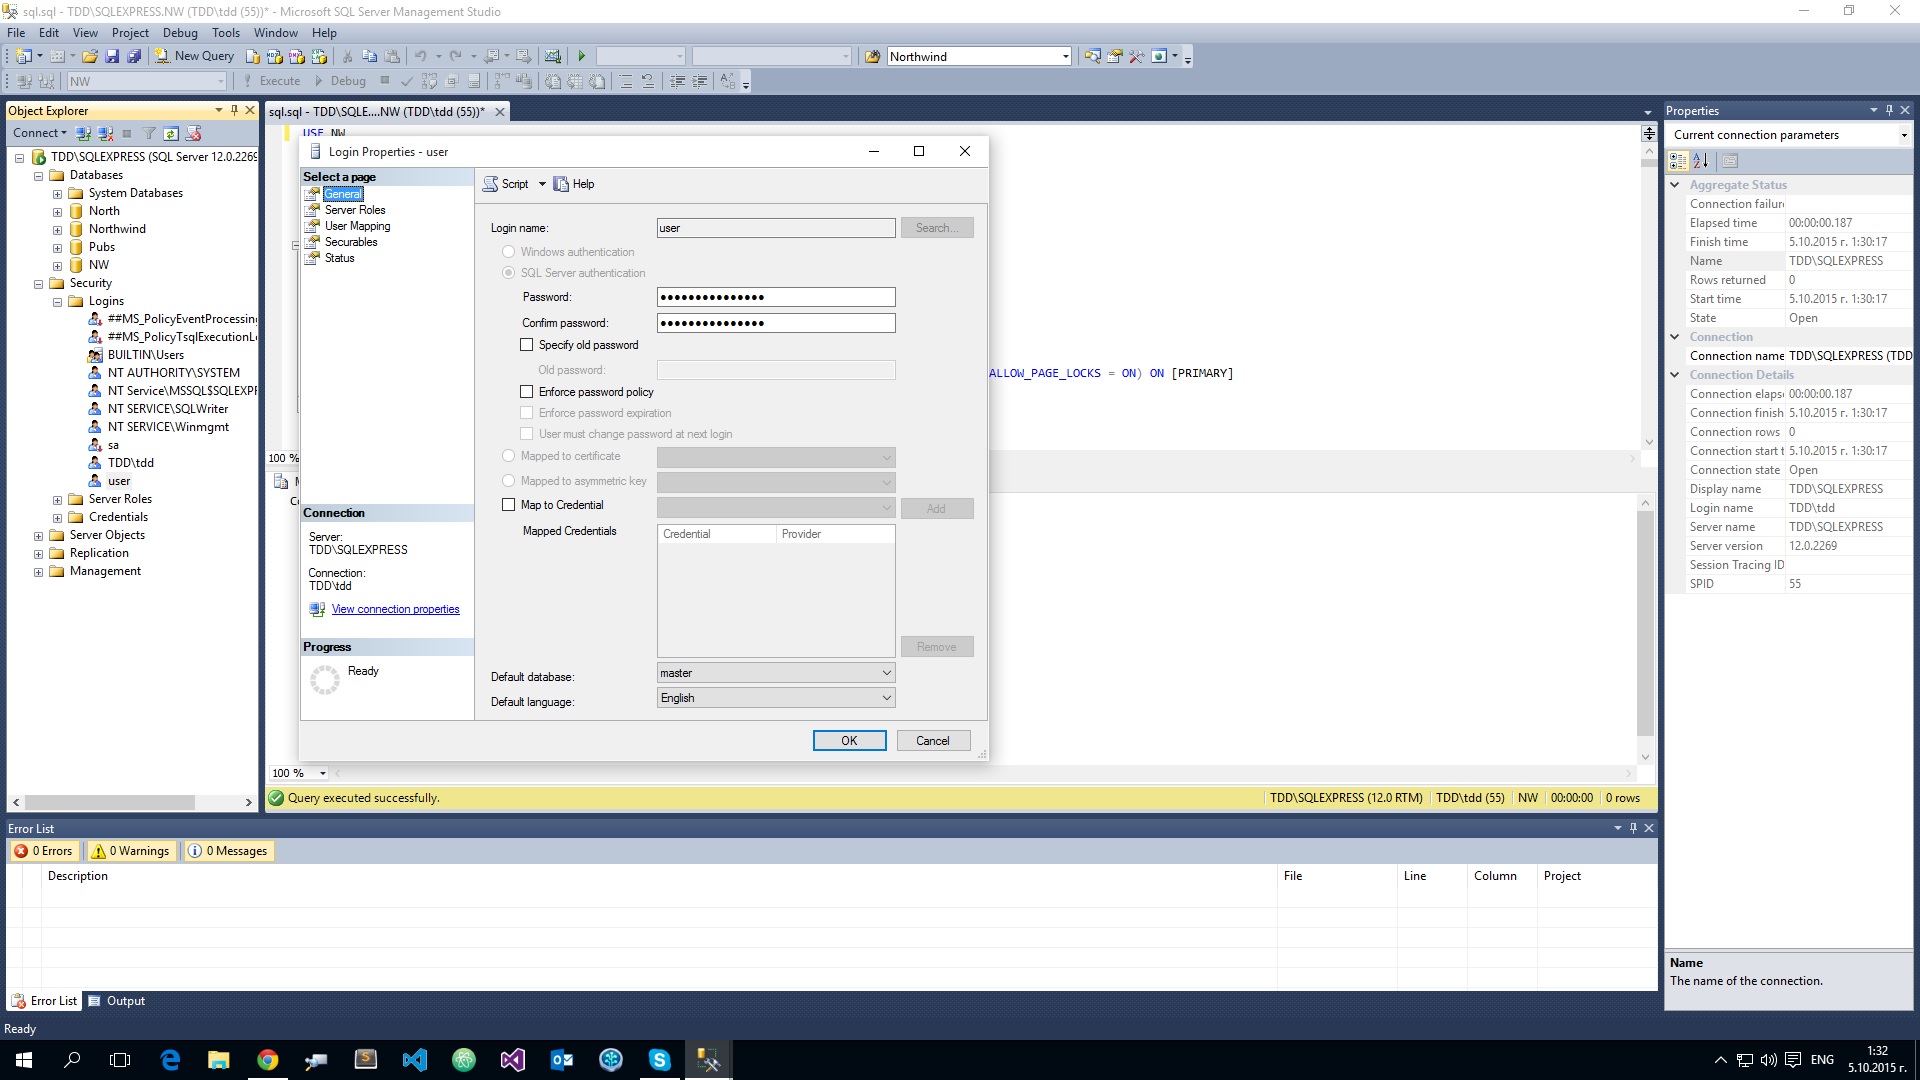 sql.sql - TDD\SQLEXPRESS.NW (TDD\tdd (55))* - Microsoft SQL Server Management Studio
File Edit View Project Debug Tools Window Help
New Query Northwind
NW Execute Debug
Object Explorer
Connect
TDD\SQLEXPRESS (SQL Server 12.0.2269
Databases
System Databases
North
Northwind
Pubs
NW
Security
Logins
##MS_PolicyEventProcessing
##MS_PolicyTsqlExecutionL
BUILTIN\Users
NT AUTHORITY\SYSTEM
NT Service\MSSQL$SQLEXPR
NT SERVICE\SQLWriter
NT SERVICE\Winmgmt
sa
TDD\tdd
user
Server Roles
Credentials
Server Objects
Replication
Management
sql.sql - TDD\SQLE....NW (TDD\tdd (55))*
USE NW
ALLOW_PAGE_LOCKS = ON) ON [PRIMARY]
100 %
Login Properties - user
Select a page
General
Server Roles
User Mapping
Securables
Status
Connection
Server:
TDD\SQLEXPRESS
Connection:
TDD\tdd
View connection properties
Progress
Ready
Script Help
Login name: user Search...
Windows authentication
SQL Server authentication
Password: ●●●●●●●●●●●●●●●
Confirm password: ●●●●●●●●●●●●●●●
Specify old password
Old password:
Enforce password policy
Enforce password expiration
User must change password at next login
Mapped to certificate
Mapped to asymmetric key
Map to Credential Add
Mapped Credentials Credential Provider
Remove
Default database: master
Default language: English
OK Cancel
100 %
Query executed successfully. TDD\SQLEXPRESS (12.0 RTM) TDD\tdd (55) NW 00:00:00 0 rows
Properties
Current connection parameters
Aggregate Status
Connection failure
Elapsed time 00:00:00.187
Finish time 5.10.2015 г. 1:30:17
Name TDD\SQLEXPRESS
Rows returned 0
Start time 5.10.2015 г. 1:30:17
State Open
Connection
Connection name TDD\SQLEXPRESS (TDD
Connection Details
Connection elaps 00:00:00.187
Connection finish 5.10.2015 г. 1:30:17
Connection rows 0
Connection start t 5.10.2015 г. 1:30:17
Connection state Open
Display name TDD\SQLEXPRESS
Login name TDD\tdd
Server name TDD\SQLEXPRESS
Server version 12.0.2269
Session Tracing ID
SPID 55
Name
The name of the connection.
Error List
0 Errors 0 Warnings 0 Messages
Description File Line Column Project
Error List Output
Ready
ENG 1:32
5.10.2015 г.